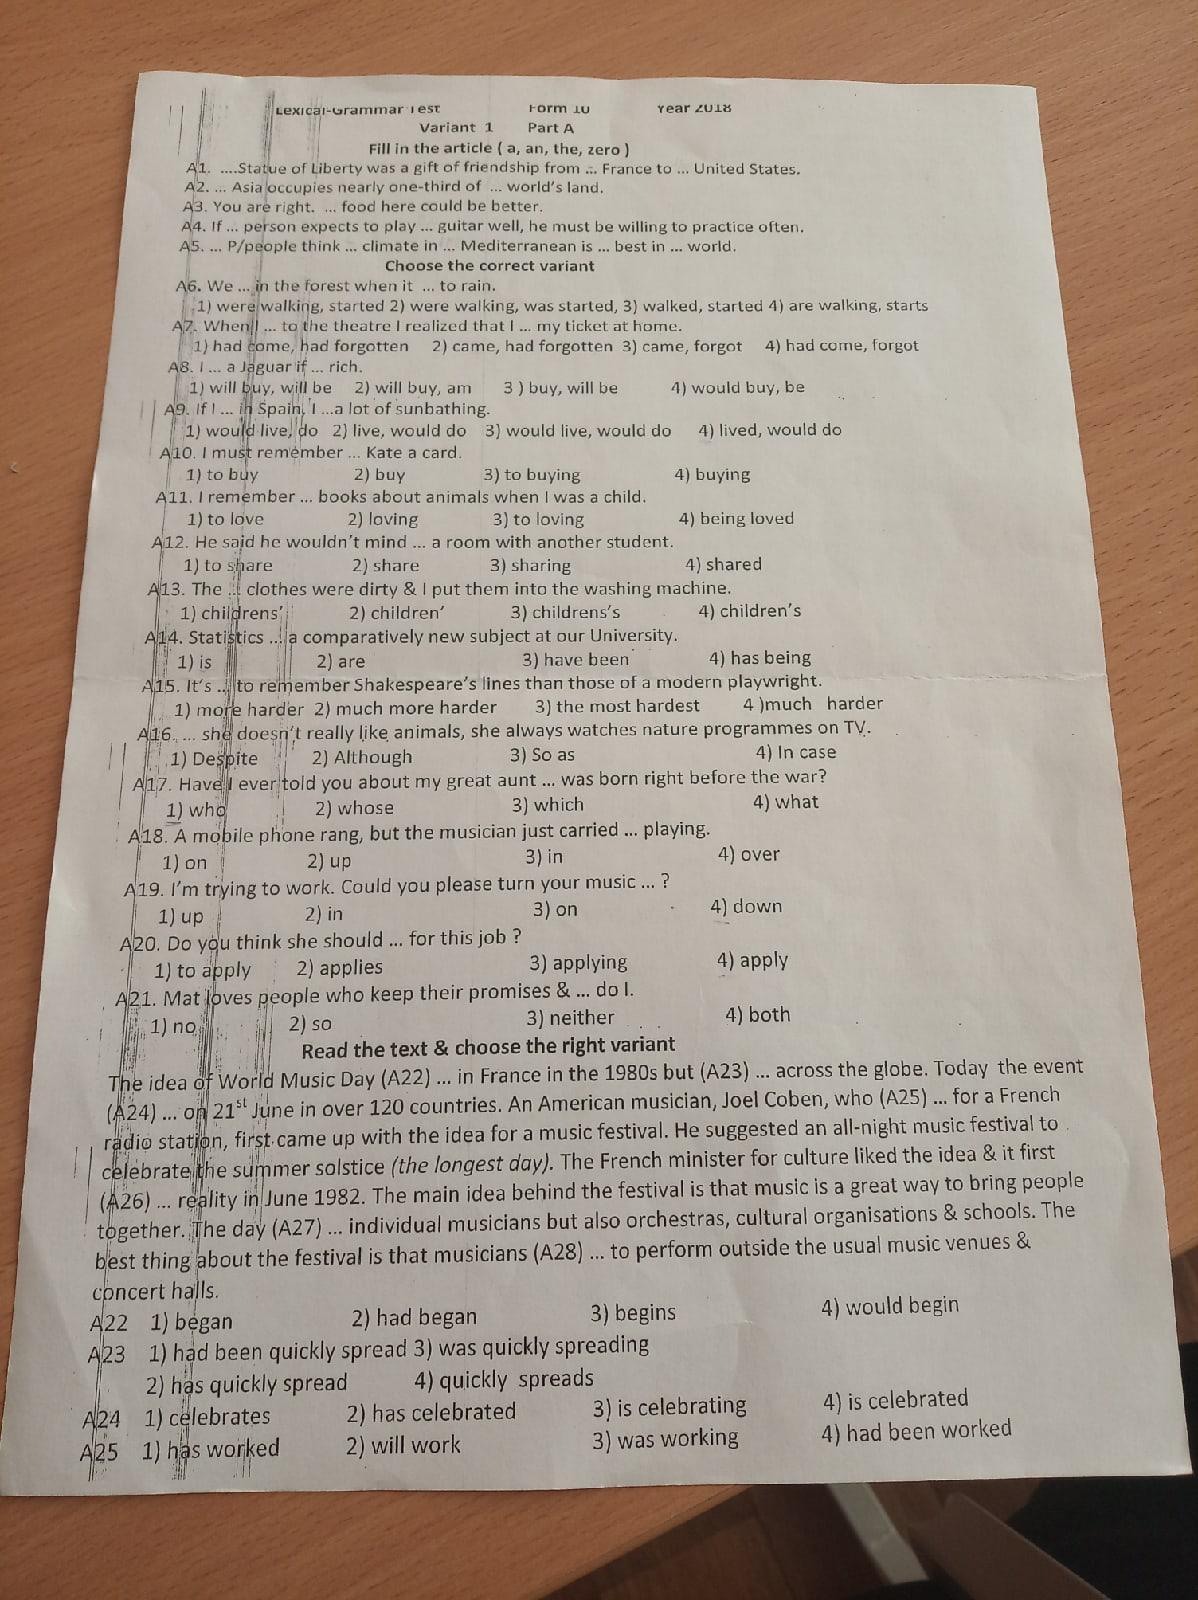 Lexical-Grammar Test Form 10 Year 2018
Variant 1 Part A
Fill in the article ( a, an, the, zero )
A1. ....Statue of Liberty was a gift of friendship from ... France to ... United States.
A2. ... Asia occupies nearly one-third of ... world's land.
A3. You are right. ... food here could be better.
A4. If ... person expects to play ... guitar well, he must be willing to practice often.
A5. ... P/people think ... climate in ... Mediterranean is ... best in ... world.
Choose the correct variant
A6. We ... in the forest when it ... to rain.
1) were walking, started 2) were walking, was started, 3) walked, started 4) are walking, starts
A7. When I ... to the theatre I realized that I ... my ticket at home.
1) had come, had forgotten 2) came, had forgotten 3) came, forgot 4) had come, forgot
A8. I ... a Jaguar if ... rich.
1) will buy, will be 2) will buy, am 3 ) buy, will be 4) would buy, be
A9. If I ... in Spain, I ...a lot of sunbathing.
1) would live, do 2) live, would do 3) would live, would do 4) lived, would do
A10. I must remember ... Kate a card.
1) to buy 2) buy 3) to buying 4) buying
A11. I remember ... books about animals when I was a child.
1) to love 2) loving 3) to loving 4) being loved
A12. He said he wouldn't mind ... a room with another student.
1) to share 2) share 3) sharing 4) shared
A13. The ... clothes were dirty & I put them into the washing machine.
1) childrens' 2) children' 3) childrens's 4) children's
A14. Statistics ... a comparatively new subject at our University.
1) is 2) are 3) have been 4) has being
A15. It's ... to remember Shakespeare's lines than those of a modern playwright.
1) more harder 2) much more harder 3) the most hardest 4 )much harder
A16. ... she doesn't really like animals, she always watches nature programmes on TV.
1) Despite 2) Although 3) So as 4) In case
A17. Have I ever told you about my great aunt ... was born right before the war?
1) who 2) whose 3) which 4) what
A18. A mobile phone rang, but the musician just carried ... playing.
1) on 2) up 3) in 4) over
A19. I'm trying to work. Could you please turn your music ... ?
1) up 2) in 3) on 4) down
A20. Do you think she should ... for this job ?
1) to apply 2) applies 3) applying 4) apply
A21. Mat loves people who keep their promises & ... do I.
1) no 2) so 3) neither 4) both
Read the text & choose the right variant
The idea of World Music Day (A22) ... in France in the 1980s but (A23) ... across the globe. Today the event
(A24) ... on 21st June in over 120 countries. An American musician, Joel Coben, who (A25) ... for a French
radio station, first came up with the idea for a music festival. He suggested an all-night music festival to
celebrate the summer solstice (the longest day). The French minister for culture liked the idea & it first
(A26) ... reality in June 1982. The main idea behind the festival is that music is a great way to bring people
together. The day (A27) ... individual musicians but also orchestras, cultural organisations & schools. The
best thing about the festival is that musicians (A28) ... to perform outside the usual music venues &
concert halls.
A22 1) began 2) had began 3) begins 4) would begin
A23 1) had been quickly spread 3) was quickly spreading
2) has quickly spread 4) quickly spreads
A24 1) celebrates 2) has celebrated 3) is celebrating 4) is celebrated
A25 1) has worked 2) will work 3) was working 4) had been worked